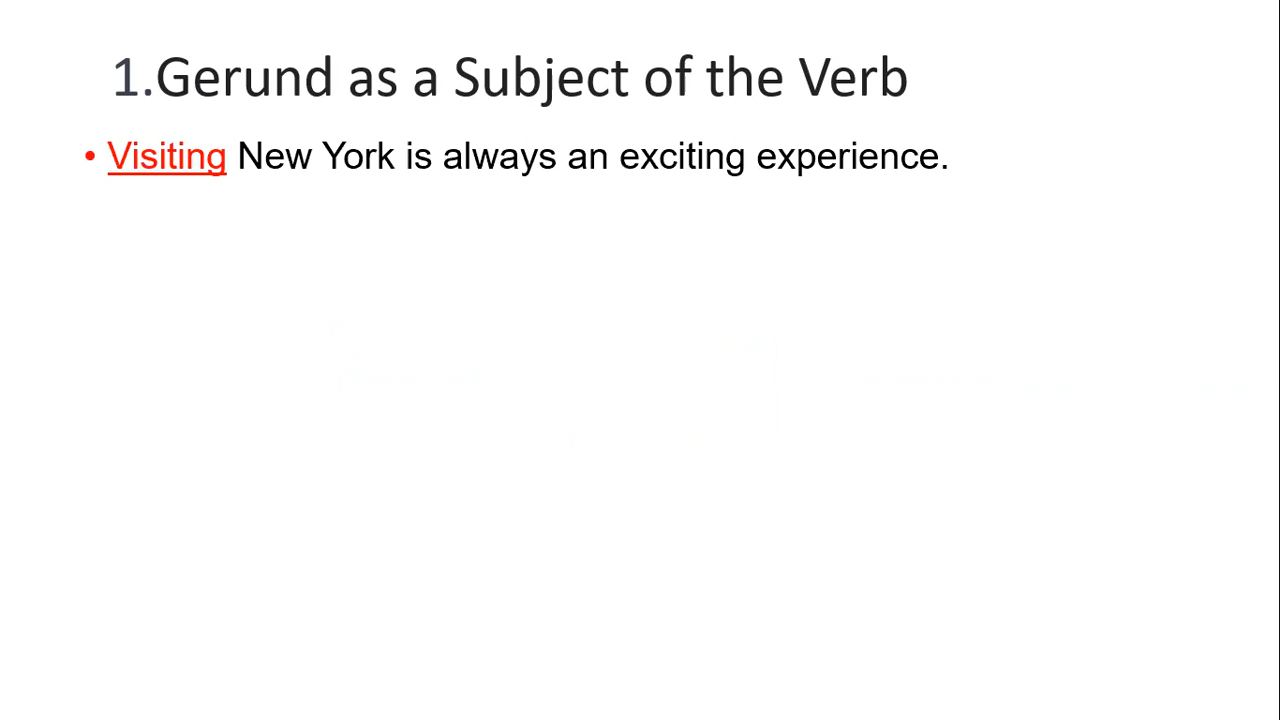 1.Gerund as a Subject of the Verb
• Visiting New York is always an exciting experience.